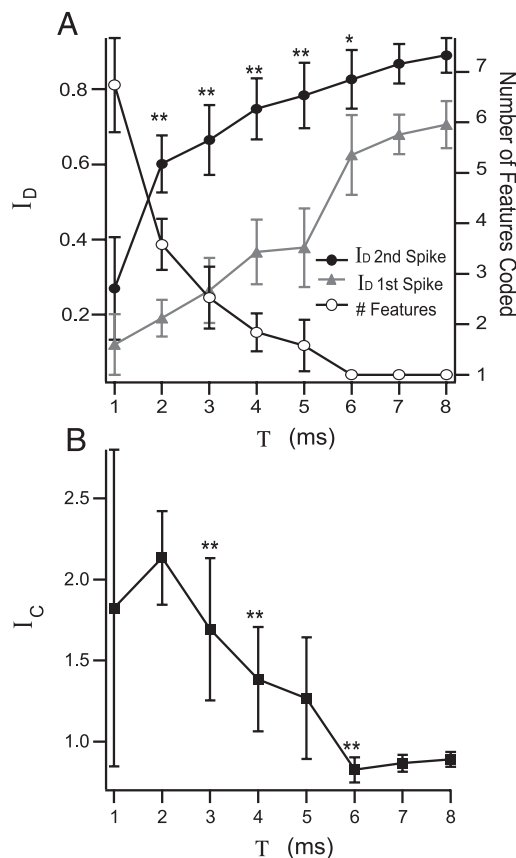 A
** ** ** ** *
0.8
0.6
0.4
0.2
I_D
7
6
5
4
3
2
1
Number of Features Coded
I_D 2nd Spike
I_D 1st Spike
# Features
1 2 3 4 5 6 7 8
T (ms)
B
2.5
2.0
1.5
1.0
I_C
** ** **
1 2 3 4 5 6 7 8
T (ms)